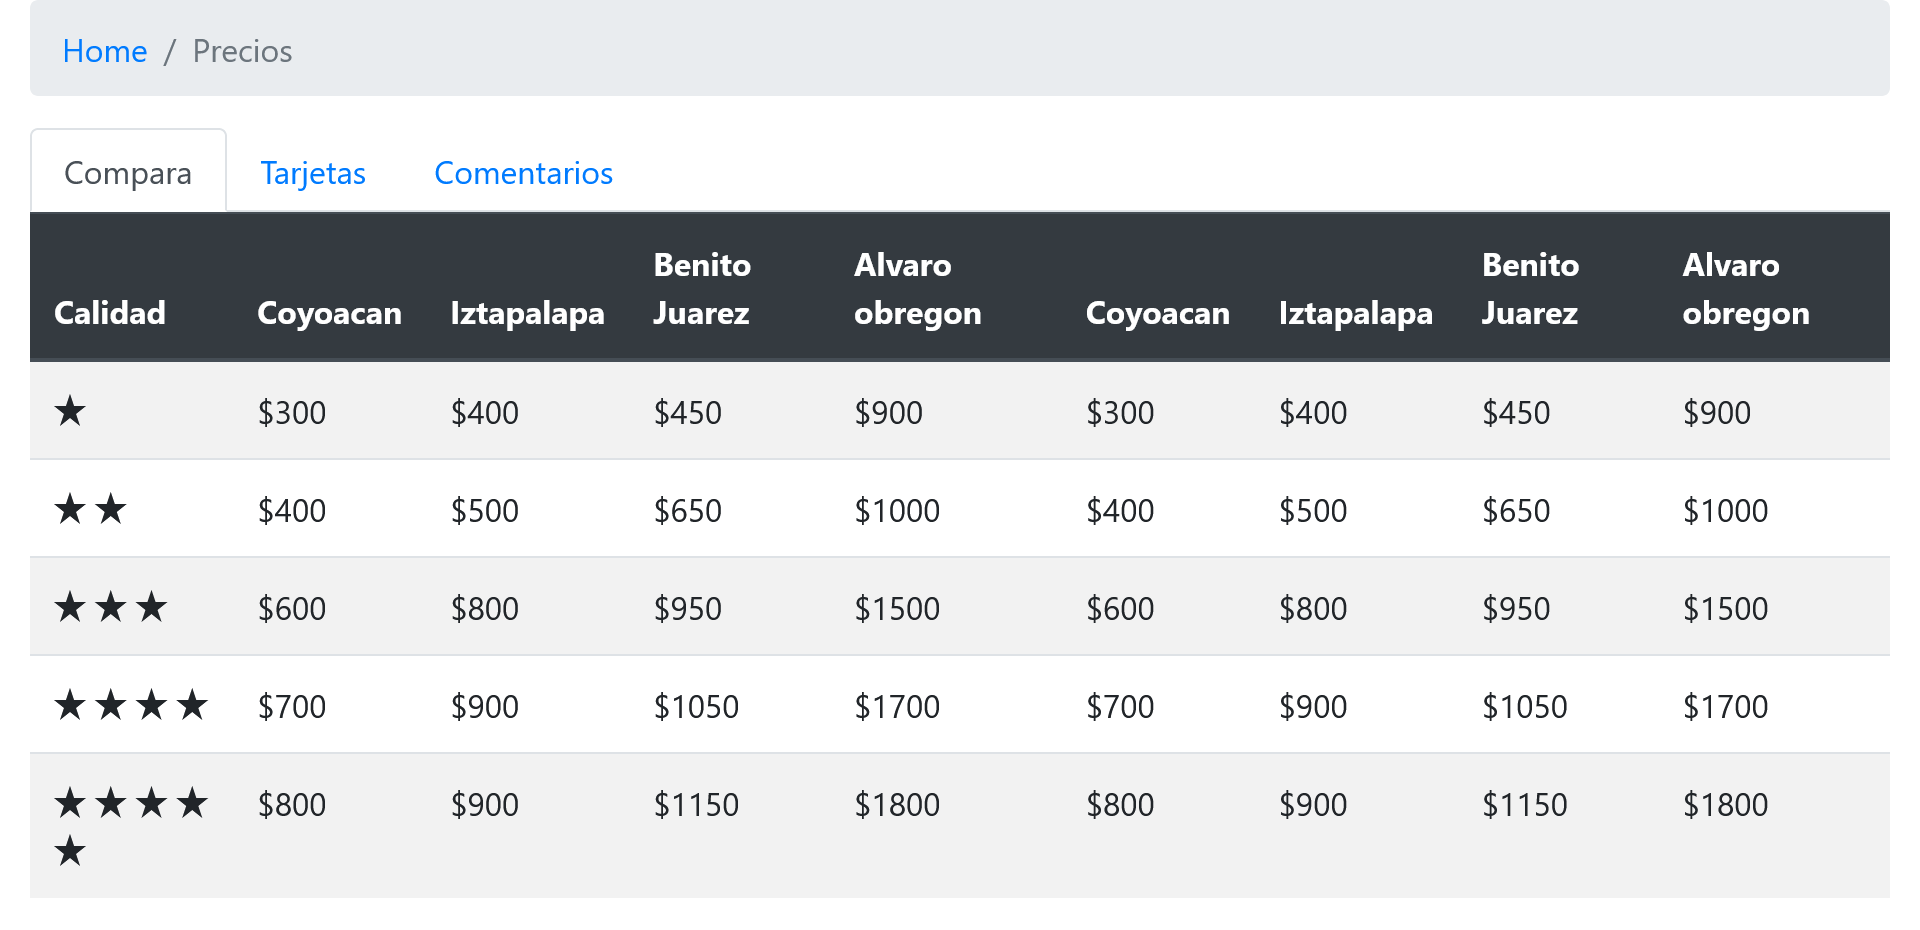 Home / Precios
Compara Tarjetas Comentarios
Calidad Coyoacan Iztapalapa Benito Juarez Alvaro obregon Coyoacan Iztapalapa Benito Juarez Alvaro obregon
★ $300 $400 $450 $900 $300 $400 $450 $900
★★ $400 $500 $650 $1000 $400 $500 $650 $1000
★★★ $600 $800 $950 $1500 $600 $800 $950 $1500
★★★★ $700 $900 $1050 $1700 $700 $900 $1050 $1700
★★★★★ $800 $900 $1150 $1800 $800 $900 $1150 $1800